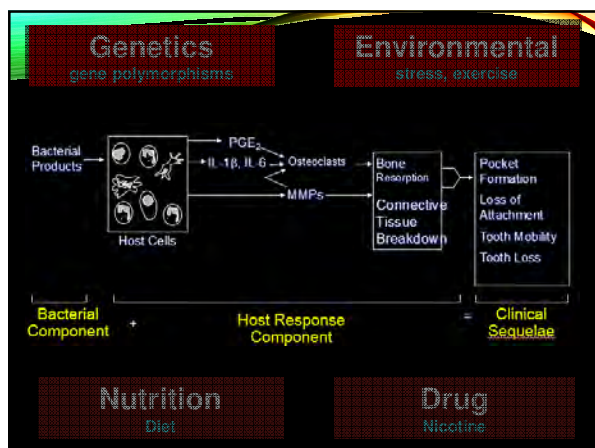 Genetics
gene polymorphisms
Environmental
stress, exercise
Bacterial
Products
Host Cells
PGE₂
IL-1β, IL-6
Osteoclasts
MMPs
Bone
Resorption
Connective
Tissue
Breakdown
Pocket
Formation
Loss of
Attachment
Tooth Mobility
Tooth Loss
Bacterial
Component
+
Host Response
Component
=
Clinical
Sequelae
Nutrition
Diet
Drug
Nicotine